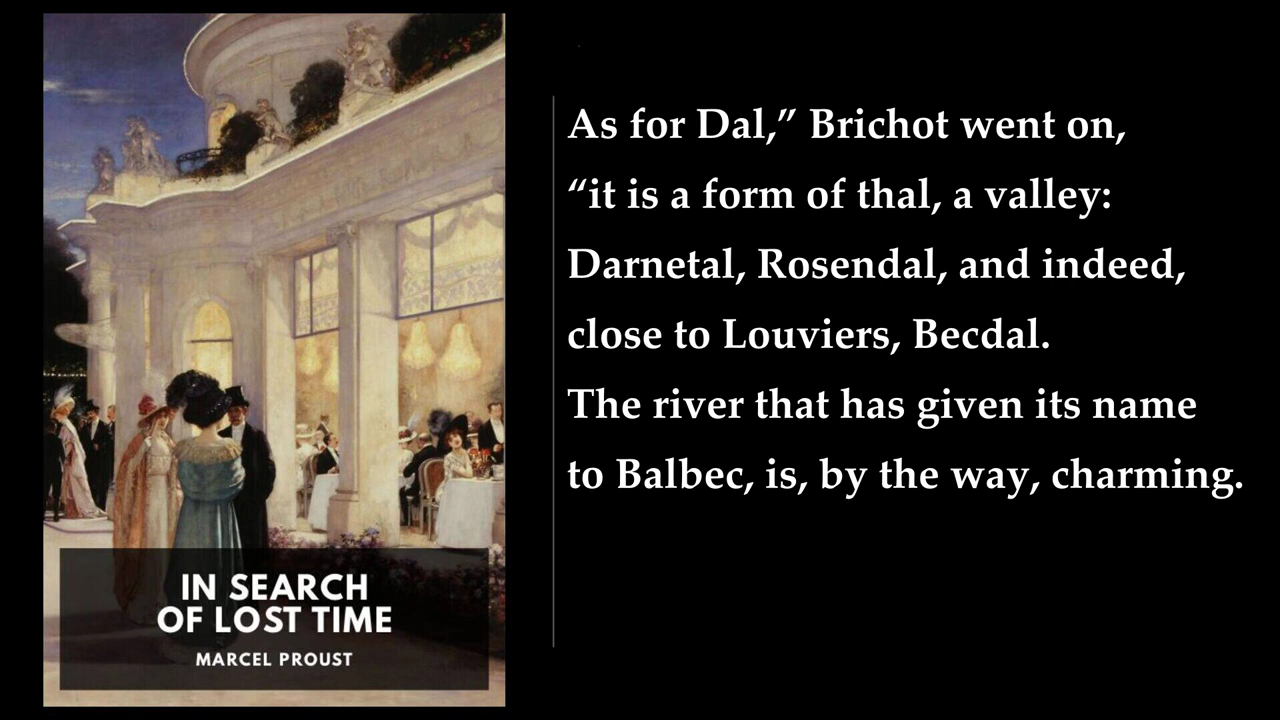 As for Dal,” Brichot went on,
“it is a form of thal, a valley:
Darnetal, Rosendal, and indeed,
close to Louviers, Becdal.
The river that has given its name
to Balbec, is, by the way, charming.
IN SEARCH
OF LOST TIME
MARCEL PROUST